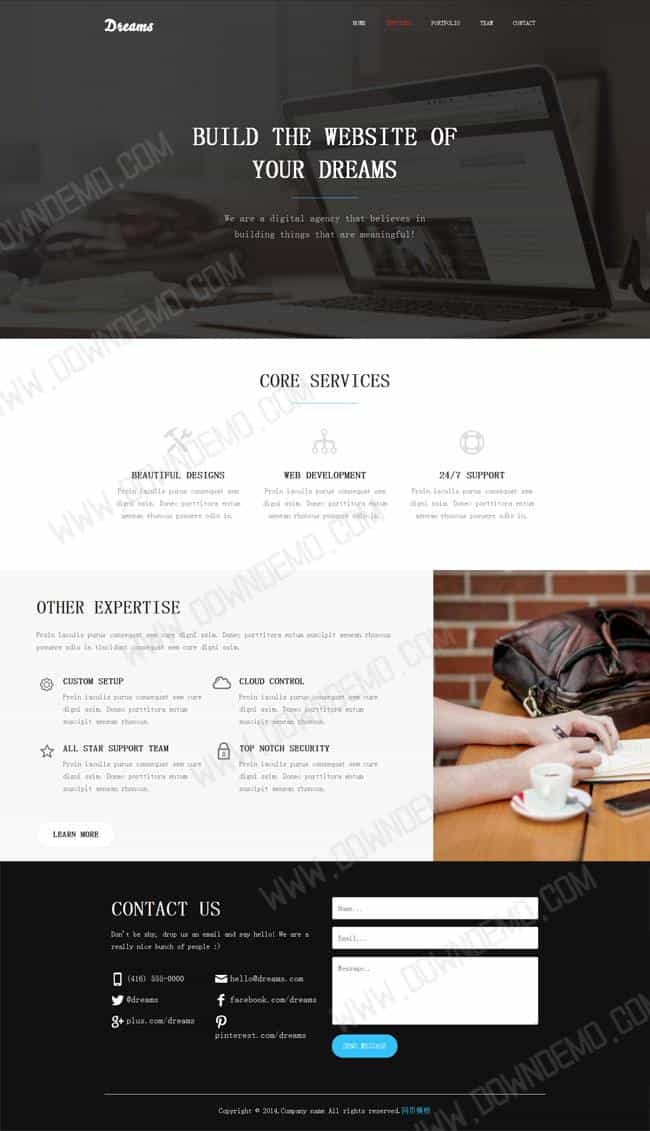 Dreams
HOME SERVICES PORTFOLIO TEAM CONTACT
BUILD THE WEBSITE OF
YOUR DREAMS
We are a digital agency that believes in
building things that are meaningful!
CORE SERVICES
BEAUTIFUL DESIGNS
Proin iaculis purus consequat sem
digni ssim. Donec porttitora entum
aenean rhoncus posuere odio in.
WEB DEVELOPMENT
Proin iaculis purus consequat sem
digni ssim. Donec porttitora entum
aenean rhoncus posuere odio in.
24/7 SUPPORT
Proin iaculis purus consequat sem
digni ssim. Donec porttitora entum
aenean rhoncus posuere odio in.
OTHER EXPERTISE
Proin iaculis purus consequat sem cure digni ssim. Donec porttitora entum suscipit aenean rhoncus
posuere odio in tincidunt consequat sem cure digni ssim.
CUSTOM SETUP
Proin iaculis purus consequat sem cure
digni ssim. Donec porttitora entum
suscipit aenean rhoncus.
CLOUD CONTROL
Proin iaculis purus consequat sem cure
digni ssim. Donec porttitora entum
suscipit aenean rhoncus.
ALL STAR SUPPORT TEAM
Proin iaculis purus consequat sem cure
digni ssim. Donec porttitora entum
suscipit aenean rhoncus.
TOP NOTCH SECURITY
Proin iaculis purus consequat sem cure
digni ssim. Donec porttitora entum
suscipit aenean rhoncus.
LEARN MORE
CONTACT US
Don't be shy, drop us an email and say hello! We are a
really nice bunch of people :)
(416) 555-0000
hello@dreams.com
@dreams
facebook.com/dreams
plus.com/dreams
pinterest.com/dreams
Name...
Email...
Message..
SEND MESSAGE
Copyright © 2014.Company name All rights reserved.网页模板
WWW.DOWNDEMO.COM